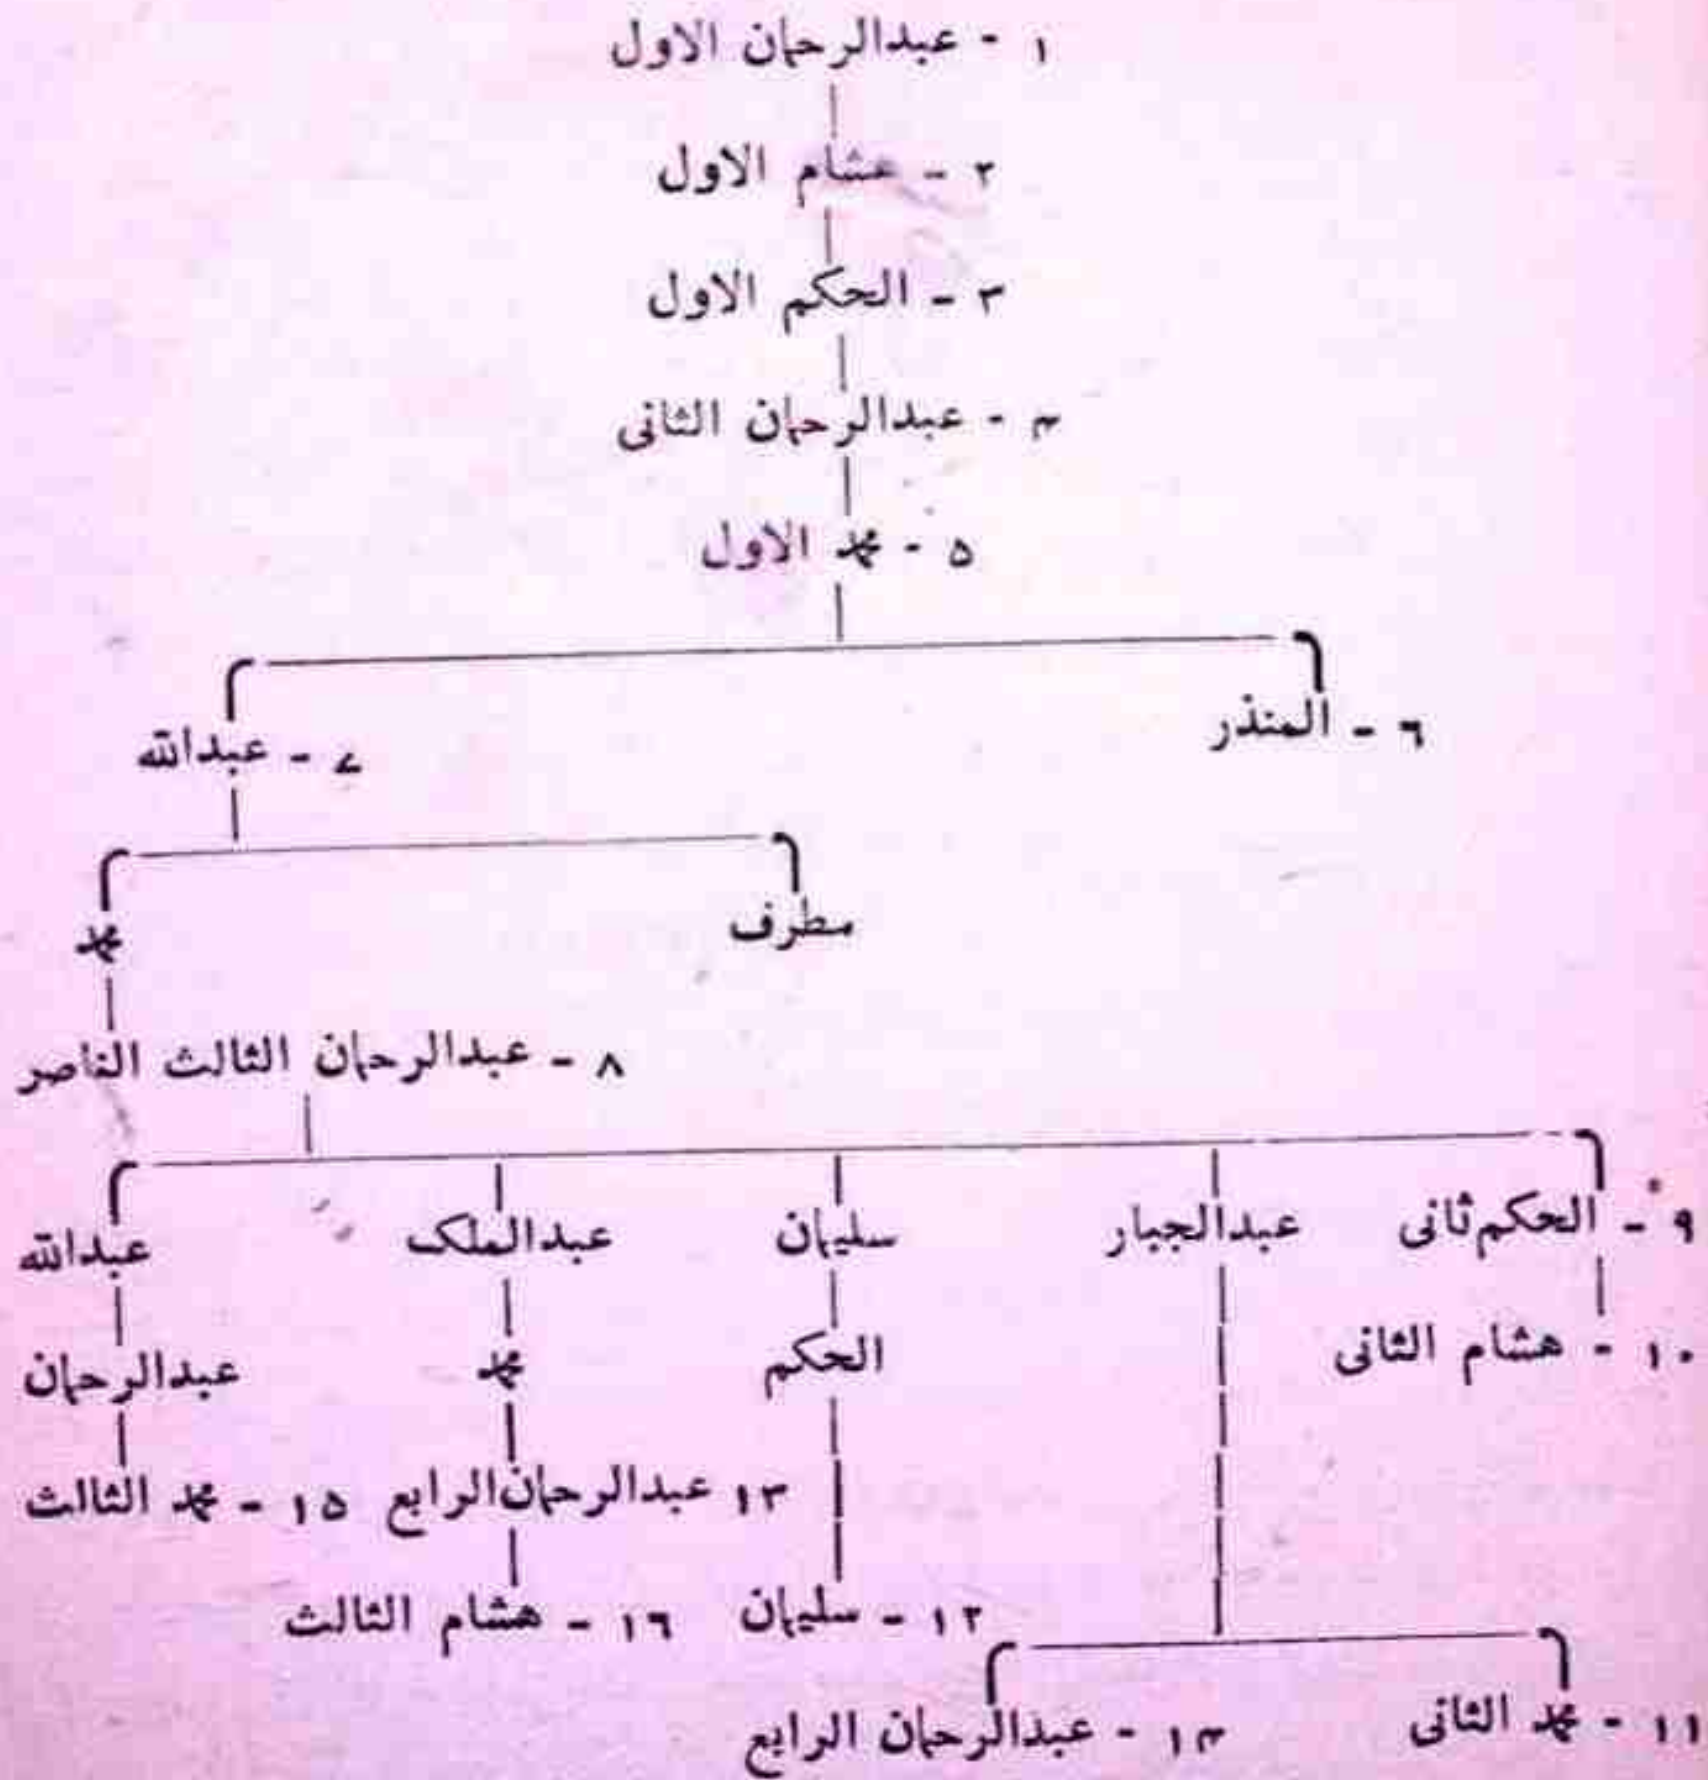 ۱ - عبدالرحمان الاول
۲ - هشام الاول
۳ - الحکم الاول
۴ - عبدالرحمان الثانی
۵ - محمد الاول
۶ - المنذر
۷ - عبدالله
مطرف
محمد
۸ - عبدالرحمان الثالث الناصر
۹ - الحکم ثانی
عبدالجبار
سلیمان
عبدالملک
عبدالله
۱۰ - هشام الثانی
الحکم
محمد
عبدالرحمان
۱۳ عبدالرحمان الرابع
۱۵ - محمد الثالث
۱۲ - سلیمان
۱۶ - هشام الثالث
۱۱ - محمد الثانی
۱۴ - عبدالرحمان الرابع